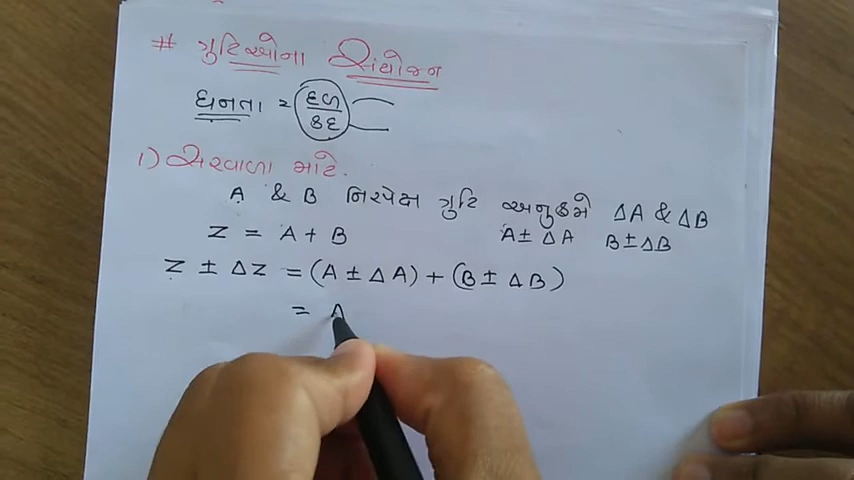 # ત્રુટિઓના સંયોજન
ઘનતા = દળ / કદ
1) સરવાળા માટે.
A & B નિરપેક્ષ ત્રુટિ અનુક્રમે ΔA & ΔB
Z = A + B A ± ΔA B ± ΔB
Z ± ΔZ = (A ± ΔA) + (B ± ΔB)
= A